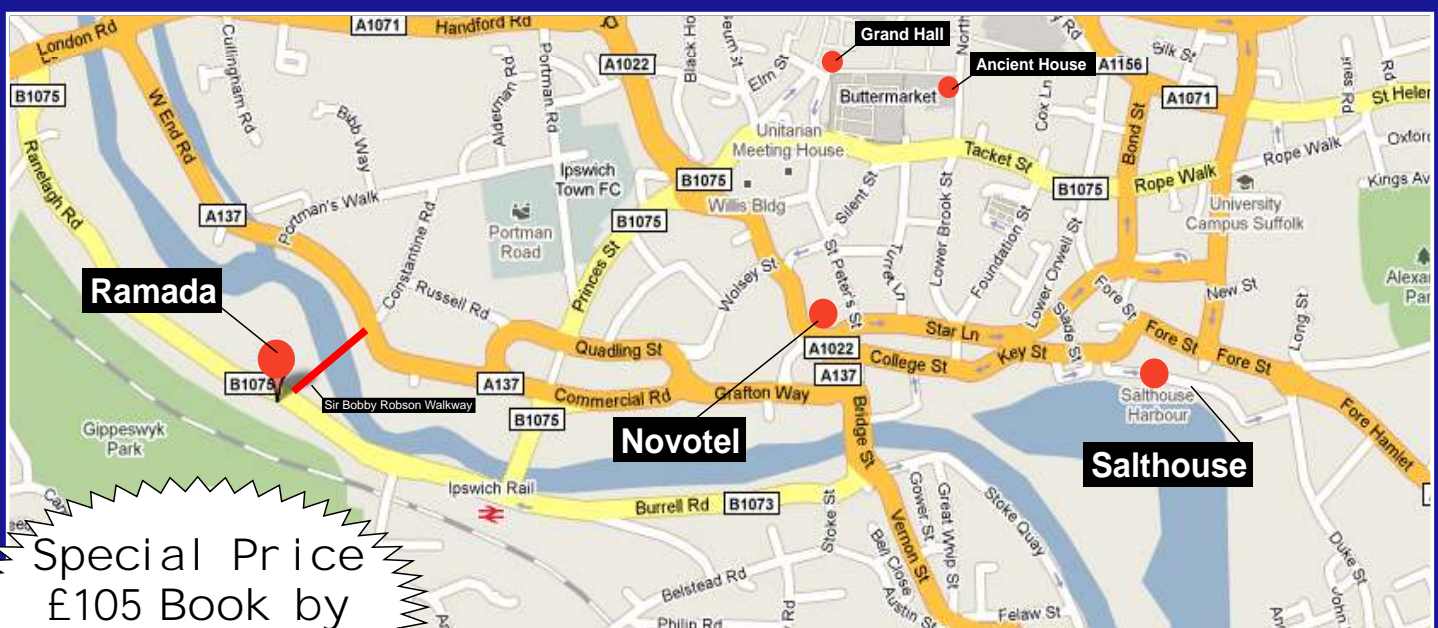 London Rd
A1071
Handford Rd
Cullingham Rd
A1022
Elm St
Grand Hall
Ancient House
North
A1156
Silk St
B1075
W End Rd
Bibb Way
Alderman Rd
Portman Rd
Buttermarket
Cox Ln
Bond St
A1071
St Helen
Ranelagh Rd
Ipswich
Town FC
Unitarian
Meeting House
Tacket St
Rope Walk
Oxford
B1075
B1075
Rope Walk
Kings Av
A137
Portman's Walk
Constantine Rd
Portman
Road
B1075
Willis Bldg
Silent St
Lower Brook St
Foundation St
Lower Orwell St
University
Campus Suffolk
Princes St
Wolsey St
St Peter's St
Turret Ln
Fore St
New St
Long St
Ramada
Russell Rd
Slade St
Star Ln
Fore St
Fore St
Quadling St
A1022
College St
Key St
B1075
A137
A137
Sir Bobby Robson Walkway
Commercial Rd
Grafton Way
Salthouse
Harbour
Fore Hamlet
B1075
Bridge St
Gippeswyk
Park
Novotel
Salthouse
Ipswich Rail
Burrell Rd
B1073
Stoke St
Vernon St
Gower St
Great Whip St
Stoke Quay
Duke St
Special Price
£105 Book by
Belstead Rd
Ben Close
Austin St
Felaw St
Philip Rd